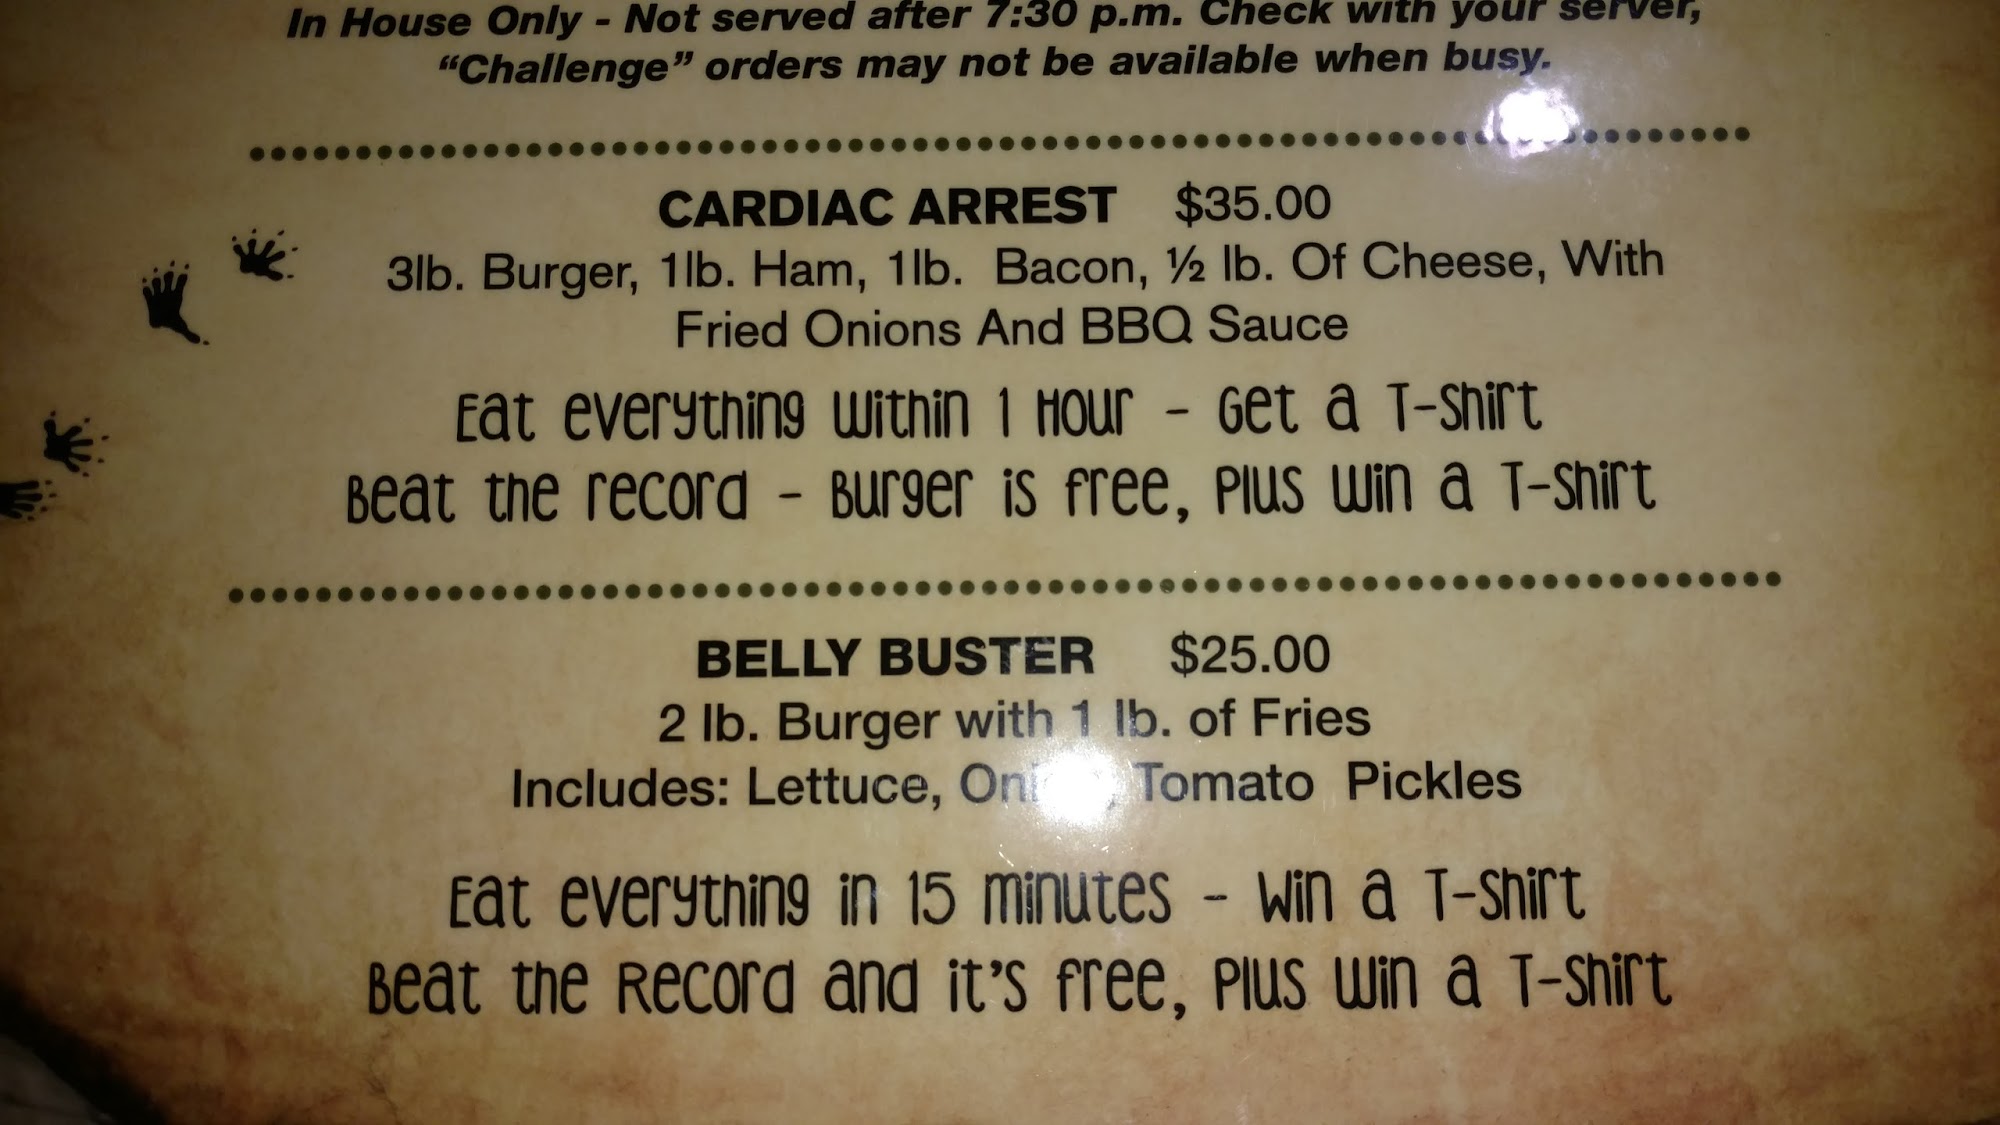 In House Only - Not served after 7:30 p.m. Check with your server,
"Challenge" orders may not be available when busy.
CARDIAC ARREST $35.00
3lb. Burger, 1lb. Ham, 1lb. Bacon, ½ lb. Of Cheese, With
Fried Onions And BBQ Sauce
Eat everything within 1 Hour - Get a T-Shirt
Beat the record - Burger is free, Plus win a T-Shirt
BELLY BUSTER $25.00
2 lb. Burger with 1 lb. of Fries
Includes: Lettuce, Tomato Pickles
Eat everything in 15 minutes - Win a T-Shirt
Beat the Record and it's free, Plus win a T-Shirt